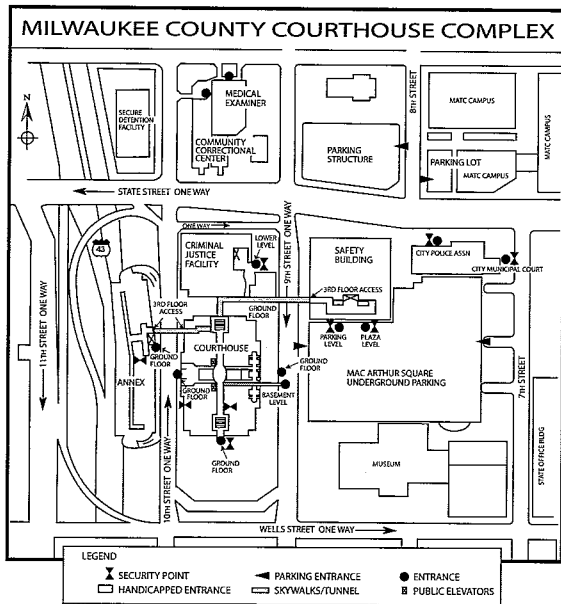 MILWAUKEE COUNTY COURTHOUSE COMPLEX
N
SECURE
DETENTION
FACILITY
MEDICAL
EXAMINER
COMMUNITY
CORRECTIONAL
CENTER
PARKING
STRUCTURE
8TH STREET
MATC CAMPUS
MATC CAMPUS
PARKING LOT
MATC CAMPUS
STATE STREET ONE WAY
ONE WAY
43
CRIMINAL
JUSTICE
FACILITY
LOWER
LEVEL
9TH STREET ONE WAY
SAFETY
BUILDING
CITY POLICE ASSN
CITY MUNICIPAL COURT
3RD FLOOR
ACCESS
3RD FLOOR ACCESS
GROUND
FLOOR
11TH STREET ONE WAY
GROUND
FLOOR
COURTHOUSE
PARKING
LEVEL
PLAZA
LEVEL
GROUND
FLOOR
MAC ARTHUR SQUARE
UNDERGROUND PARKING
ANNEX
GROUND
FLOOR
BASEMENT
LEVEL
7TH STREET
10TH STREET ONE WAY
GROUND
FLOOR
MUSEUM
STATE OFFICE BLDG
WELLS STREET ONE WAY
LEGEND
SECURITY POINT
PARKING ENTRANCE
ENTRANCE
HANDICAPPED ENTRANCE
SKYWALKS/TUNNEL
PUBLIC ELEVATORS